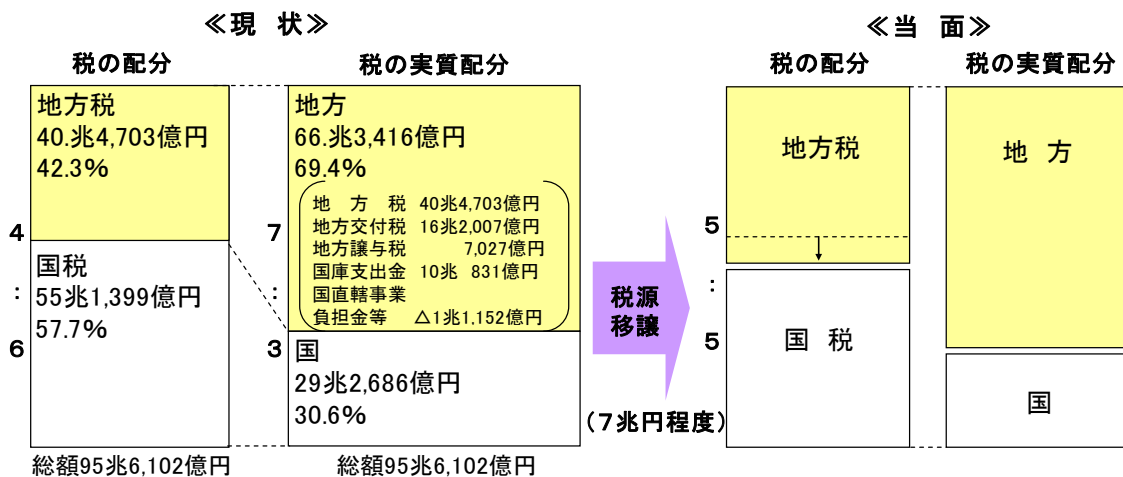 ≪現 状≫
税の配分
税の実質配分
地方税
40.兆4,703億円
42.3%
国税
55兆1,399億円
57.7%
4
:
6
総額95兆6,102億円
地方
66.兆3,416億円
69.4%
地 方 税 40兆4,703億円
地方交付税 16兆2,007億円
地方譲与税 7,027億円
国庫支出金 10兆 831億円
国直轄事業
負担金等 △1兆1,152億円
国
29兆2,686億円
30.6%
7
:
3
総額95兆6,102億円
税源
移譲
(7兆円程度)
≪当 面≫
税の配分
税の実質配分
地方税
国 税
5
:
5
地 方
国